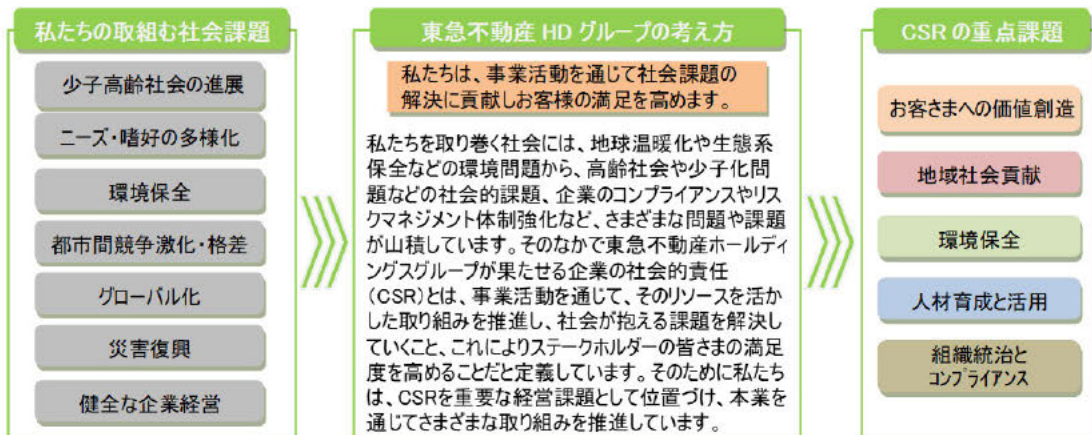 私たちの取組む社会課題
少子高齢社会の進展
ニーズ・嗜好の多様化
環境保全
都市間競争激化・格差
グローバル化
災害復興
健全な企業経営
東急不動産 HD グループの考え方
私たちは、事業活動を通じて社会課題の
解決に貢献しお客様の満足を高めます。
私たちを取り巻く社会には、地球温暖化や生態系
保全などの環境問題から、高齢社会や少子化問
題などの社会的課題、企業のコンプライアンスやリス
クマネジメント体制強化など、さまざまな問題や課題
が山積しています。そのなかで東急不動産ホールディ
ングスグループが果たせる企業の社会的責任
(CSR)とは、事業活動を通じて、そのリソースを活か
した取り組みを推進し、社会が抱える課題を解決し
ていくこと、これによりステークホルダーの皆さまの満足
度を高めることだと定義しています。そのために私たち
は、CSRを重要な経営課題として位置づけ、本業を
通じてさまざまな取り組みを推進しています。
CSR の重点課題
お客さまへの価値創造
地域社会貢献
環境保全
人材育成と活用
組織統治と
コンプライアンス